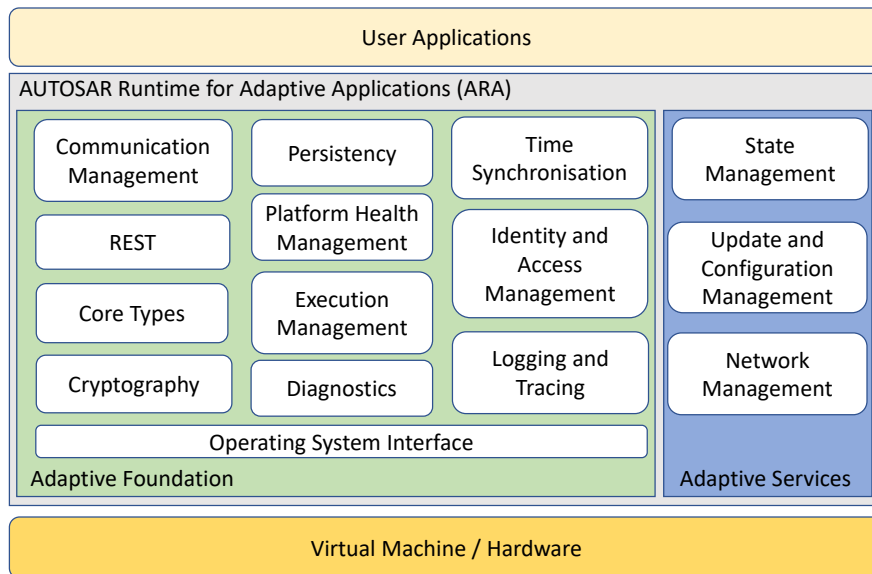 User Applications
AUTOSAR Runtime for Adaptive Applications (ARA)
Communication
Management
REST
Core Types
Cryptography
Persistency
Platform Health
Management
Execution
Management
Diagnostics
Time
Synchronisation
Identity and
Access
Management
Logging and
Tracing
Operating System Interface
Adaptive Foundation
State
Management
Update and
Configuration
Management
Network
Management
Adaptive Services
Virtual Machine / Hardware